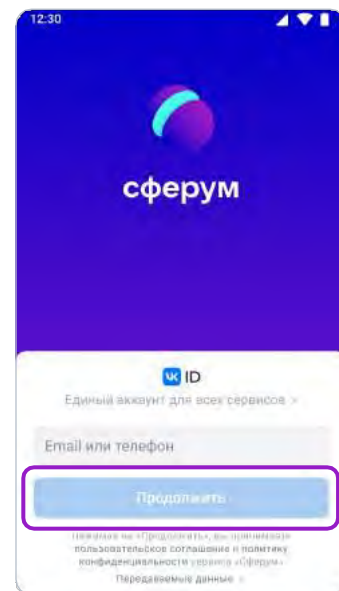 12:30
сферум
VK ID
Единый аккаунт для всех сервисов >
Email или телефон
Продолжить
Нажимая на «Продолжить», вы принимаете
пользовательское соглашение и политику
конфиденциальности сервиса «Сферум»
Передаваемые данные >